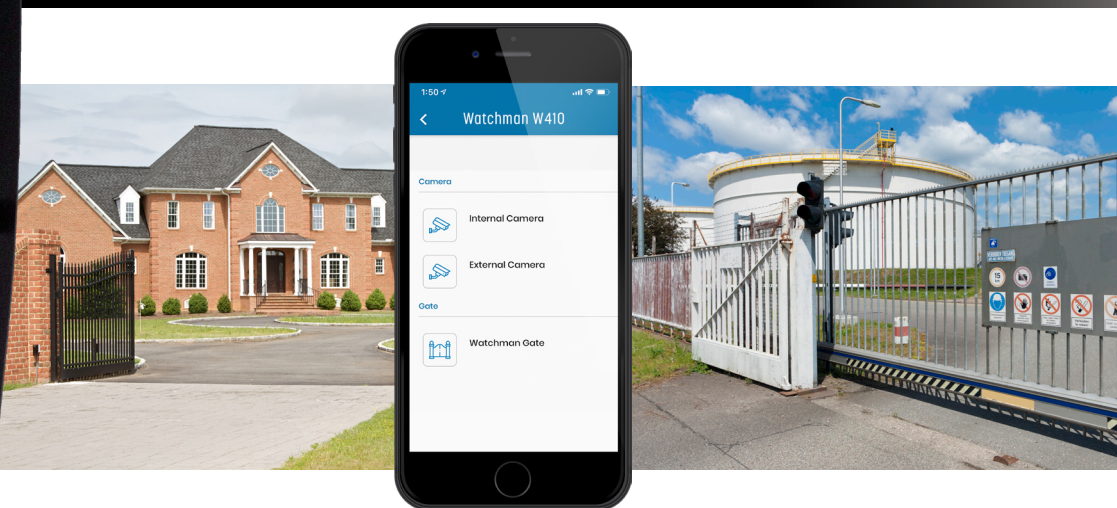 1:50
Watchman W410
Camera
Internal Camera
External Camera
Gate
Watchman Gate
15